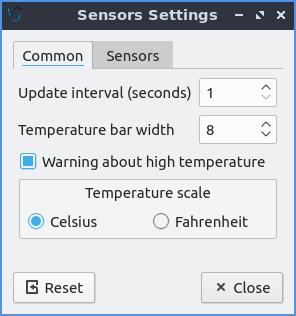 Sensors Settings
Common Sensors
Update interval (seconds) 1
Temperature bar width 8
Warning about high temperature
Temperature scale
Celsius Fahrenheit
Reset Close